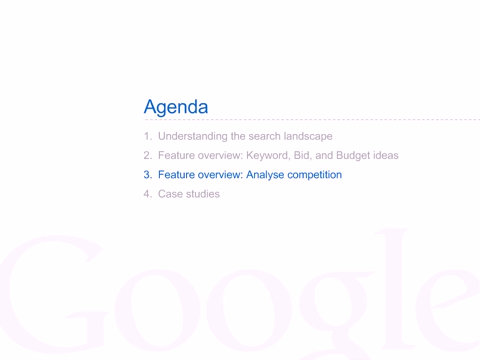 Agenda
1. Understanding the search landscape
2. Feature overview: Keyword, Bid, and Budget ideas
3. Feature overview: Analyse competition
4. Case studies
Google